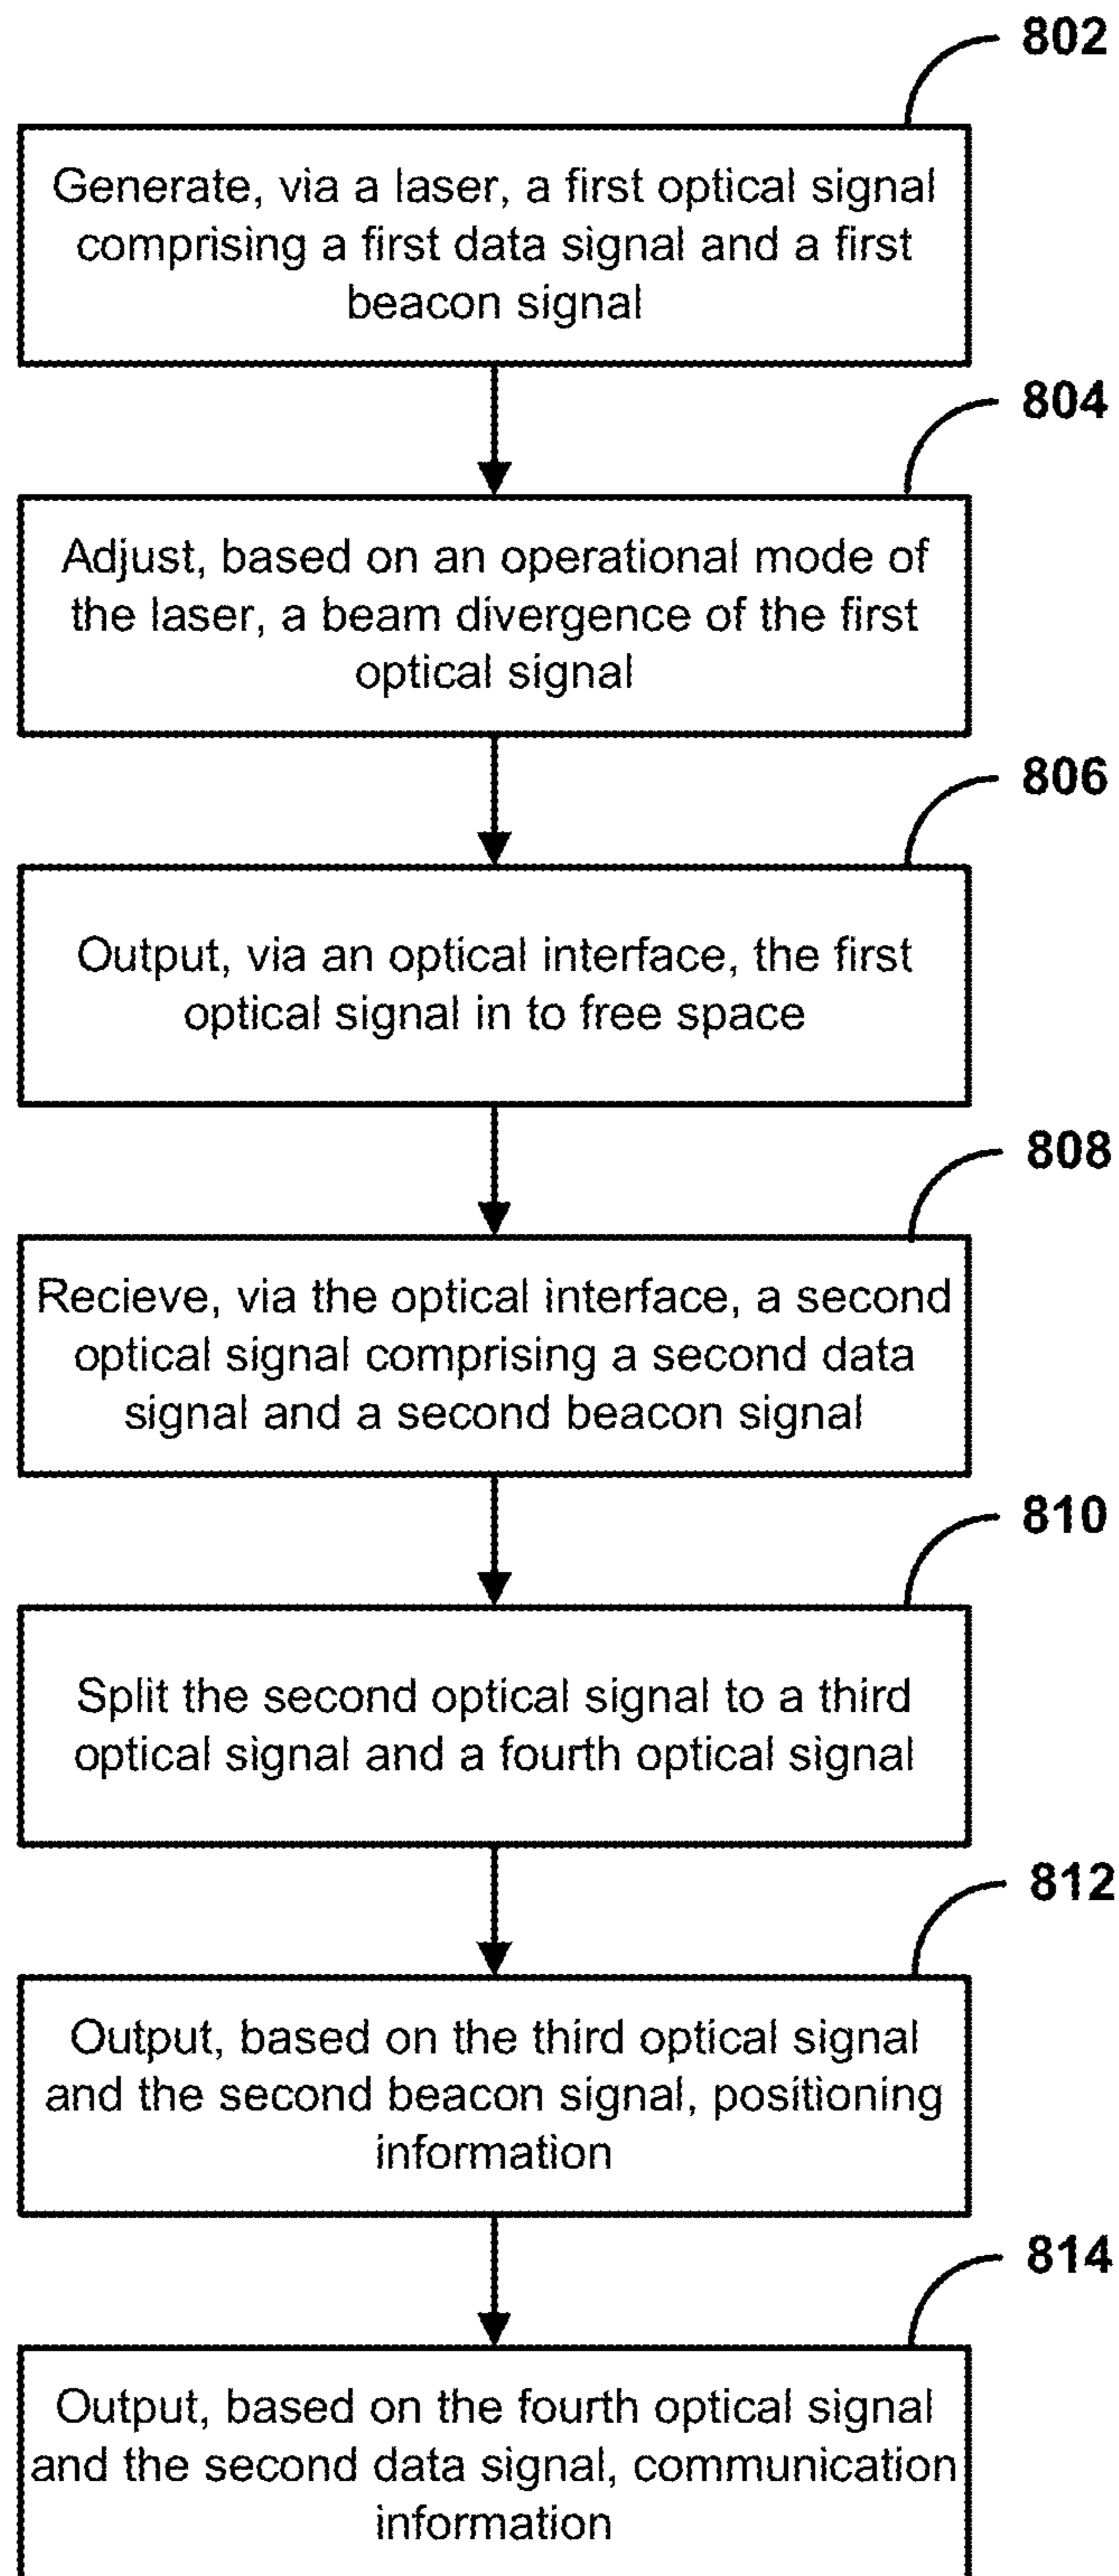 802
Generate, via a laser, a first optical signal
comprising a first data signal and a first
beacon signal
804
Adjust, based on an operational mode of
the laser, a beam divergence of the first
optical signal
806
Output, via an optical interface, the first
optical signal in to free space
808
Recieve, via the optical interface, a second
optical signal comprising a second data
signal and a second beacon signal
810
Split the second optical signal to a third
optical signal and a fourth optical signal
812
Output, based on the third optical signal
and the second beacon signal, positioning
information
814
Output, based on the fourth optical signal
and the second data signal, communication
information